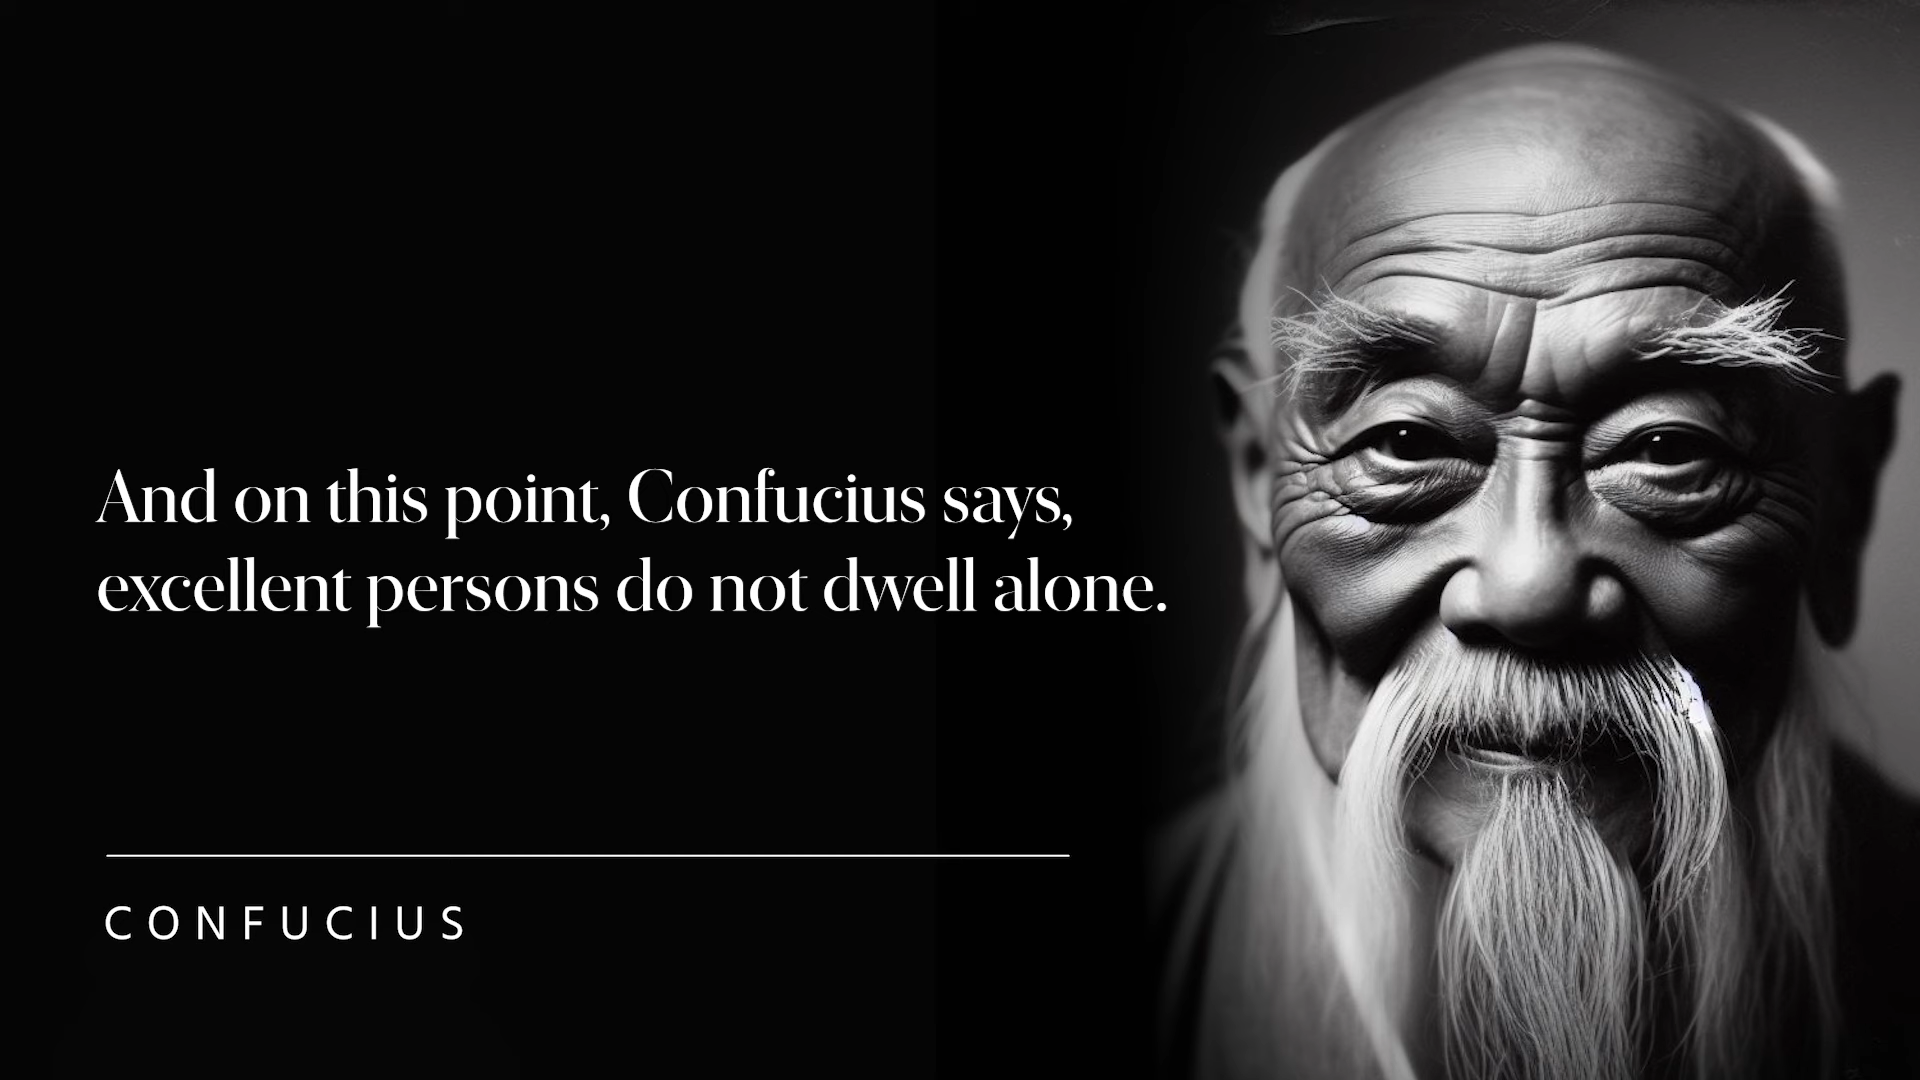 And on this point, Confucius says,
excellent persons do not dwell alone.
CONFUCIUS